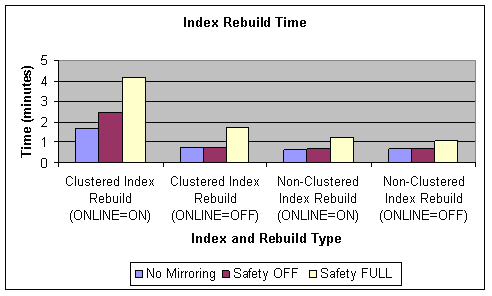 Index Rebuild Time
Time (minutes)
5
4
3
2
1
0
Clustered Index
Rebuild
(ONLINE=ON)
Clustered Index
Rebuild
(ONLINE=OFF)
Non-Clustered
Index Rebuild
(ONLINE=ON)
Non-Clustered
Index Rebuild
(ONLINE=OFF)
Index and Rebuild Type
No Mirroring
Safety OFF
Safety FULL